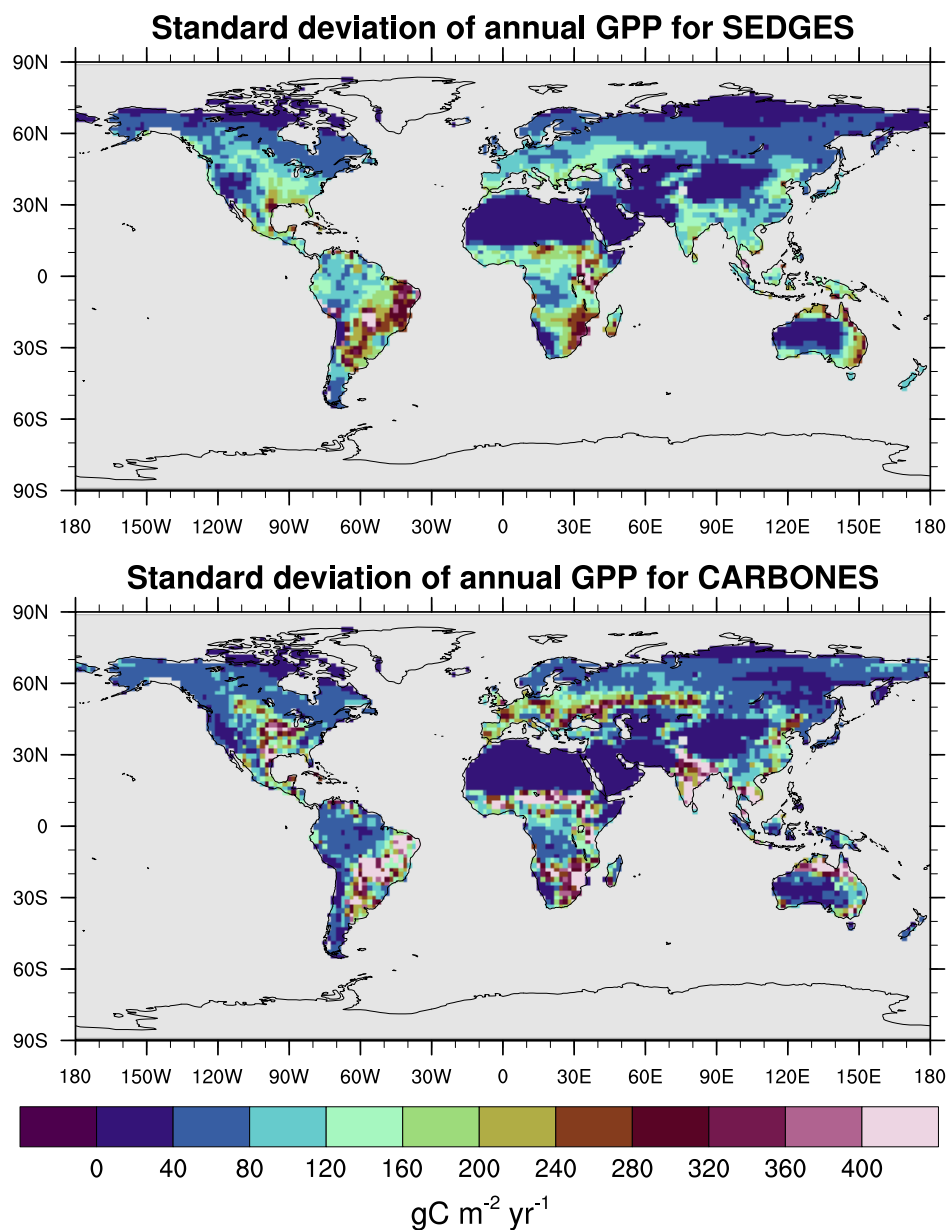 Standard deviation of annual GPP for SEDGES
90N
60N
30N
0
30S
60S
90S
180 150W 120W 90W 60W 30W 0 30E 60E 90E 120E 150E 180
Standard deviation of annual GPP for CARBONES
90N
60N
30N
0
30S
60S
90S
180 150W 120W 90W 60W 30W 0 30E 60E 90E 120E 150E 180
0 40 80 120 160 200 240 280 320 360 400
gC m⁻² yr⁻¹